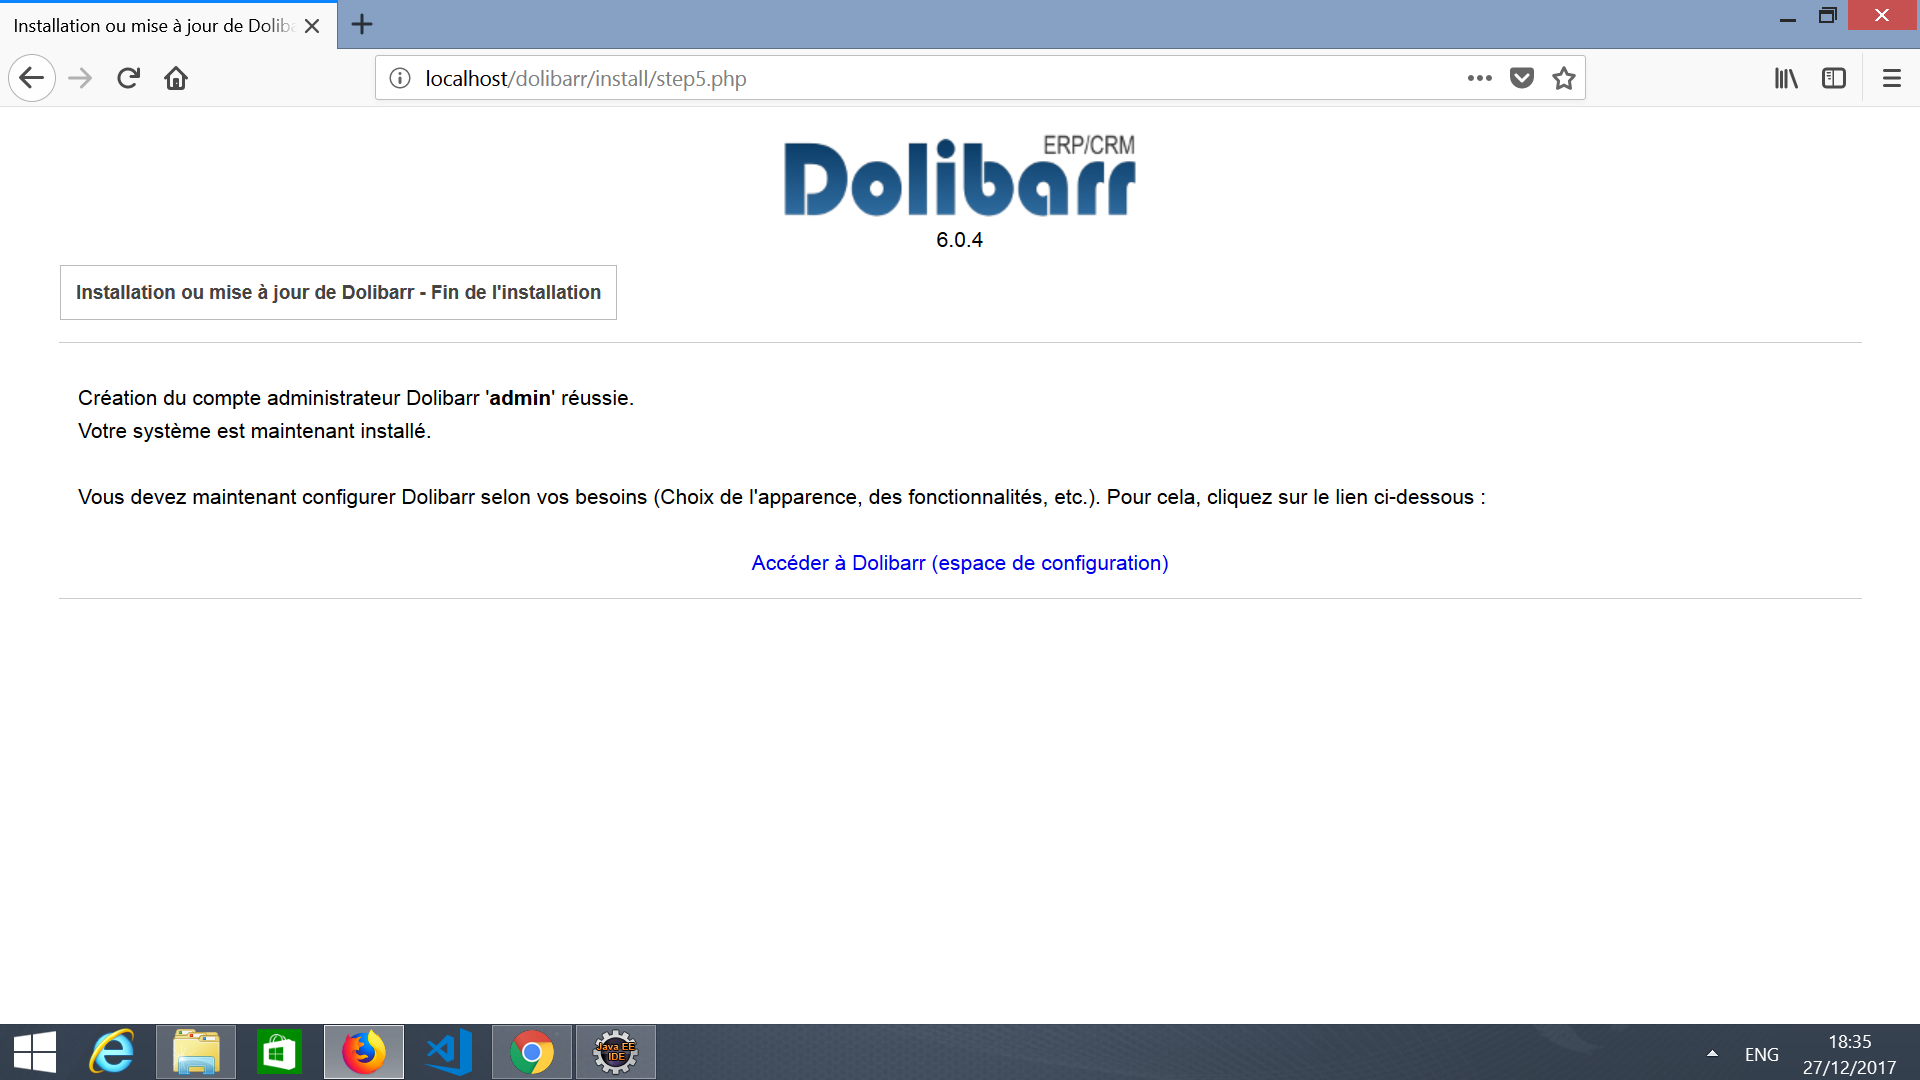 Installation ou mise à jour de Doliba
localhost/dolibarr/install/step5.php
ERP/CRM
Dolibarr
6.0.4
Installation ou mise à jour de Dolibarr - Fin de l'installation
Création du compte administrateur Dolibarr 'admin' réussie.
Votre système est maintenant installé.
Vous devez maintenant configurer Dolibarr selon vos besoins (Choix de l'apparence, des fonctionnalités, etc.). Pour cela, cliquez sur le lien ci-dessous :
Accéder à Dolibarr (espace de configuration)
Java EE
IDE
ENG
18:35
27/12/2017